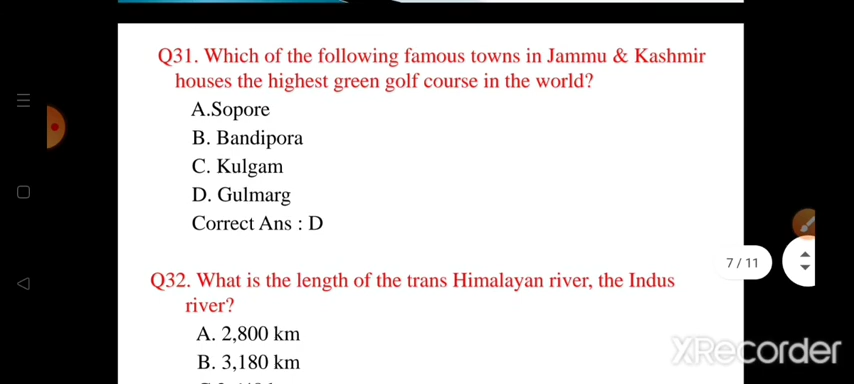 Q31. Which of the following famous towns in Jammu & Kashmir
houses the highest green golf course in the world?
A.Sopore
B. Bandipora
C. Kulgam
D. Gulmarg
Correct Ans : D
7 / 11
Q32. What is the length of the trans Himalayan river, the Indus
river?
A. 2,800 km
B. 3,180 km
XRecorder